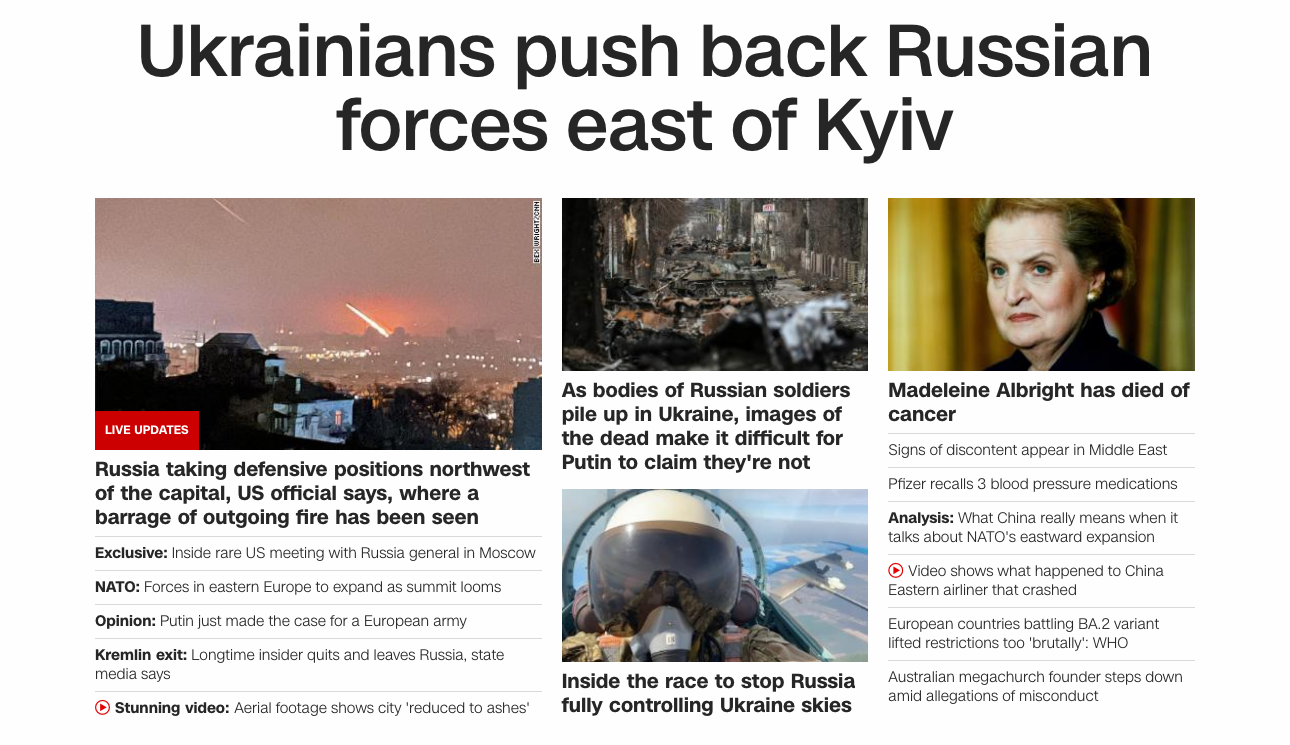 Ukrainians push back Russian
forces east of Kyiv
BEX WRIGHT/CNN
LIVE UPDATES
Russia taking defensive positions northwest
of the capital, US official says, where a
barrage of outgoing fire has been seen
Exclusive: Inside rare US meeting with Russia general in Moscow
NATO: Forces in eastern Europe to expand as summit looms
Opinion: Putin just made the case for a European army
Kremlin exit: Longtime insider quits and leaves Russia, state
media says
Stunning video: Aerial footage shows city 'reduced to ashes'
As bodies of Russian soldiers
pile up in Ukraine, images of
the dead make it difficult for
Putin to claim they're not
Inside the race to stop Russia
fully controlling Ukraine skies
Madeleine Albright has died of
cancer
Signs of discontent appear in Middle East
Pfizer recalls 3 blood pressure medications
Analysis: What China really means when it
talks about NATO's eastward expansion
Video shows what happened to China
Eastern airliner that crashed
European countries battling BA.2 variant
lifted restrictions too 'brutally': WHO
Australian megachurch founder steps down
amid allegations of misconduct